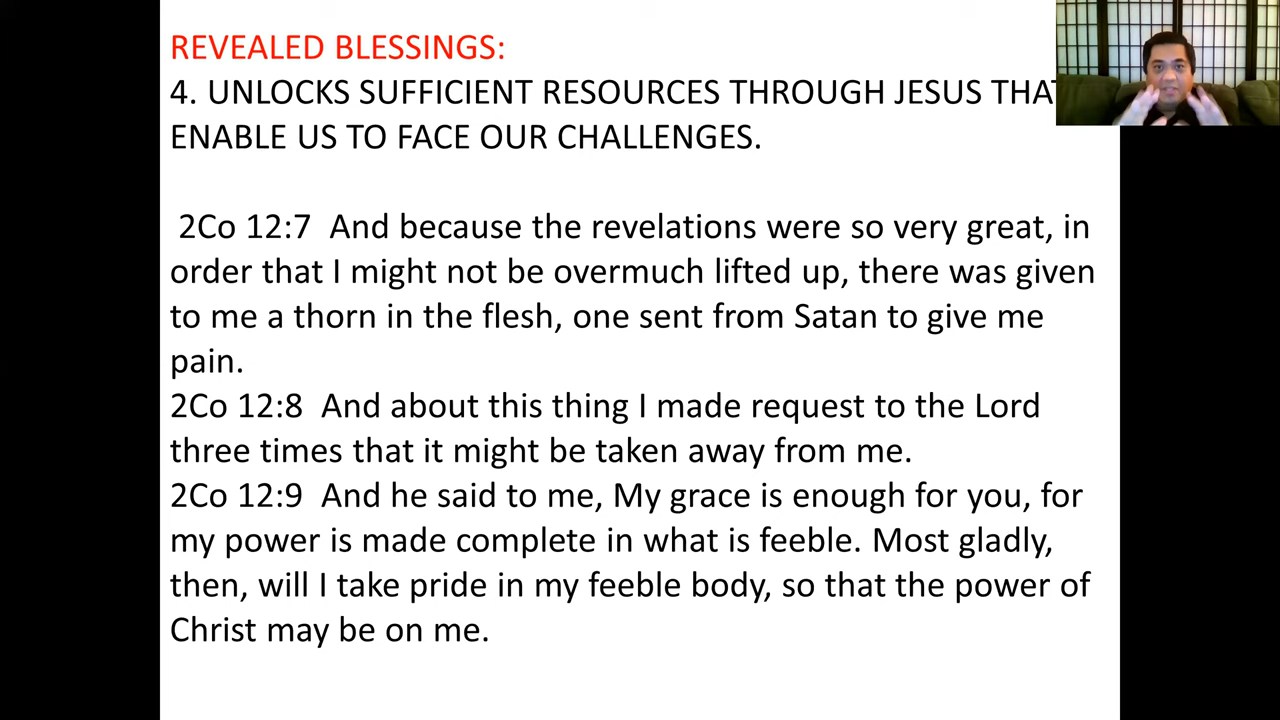 REVEALED BLESSINGS:
4. UNLOCKS SUFFICIENT RESOURCES THROUGH JESUS THAT
ENABLE US TO FACE OUR CHALLENGES.
2Co 12:7 And because the revelations were so very great, in
order that I might not be overmuch lifted up, there was given
to me a thorn in the flesh, one sent from Satan to give me
pain.
2Co 12:8 And about this thing I made request to the Lord
three times that it might be taken away from me.
2Co 12:9 And he said to me, My grace is enough for you, for
my power is made complete in what is feeble. Most gladly,
then, will I take pride in my feeble body, so that the power of
Christ may be on me.